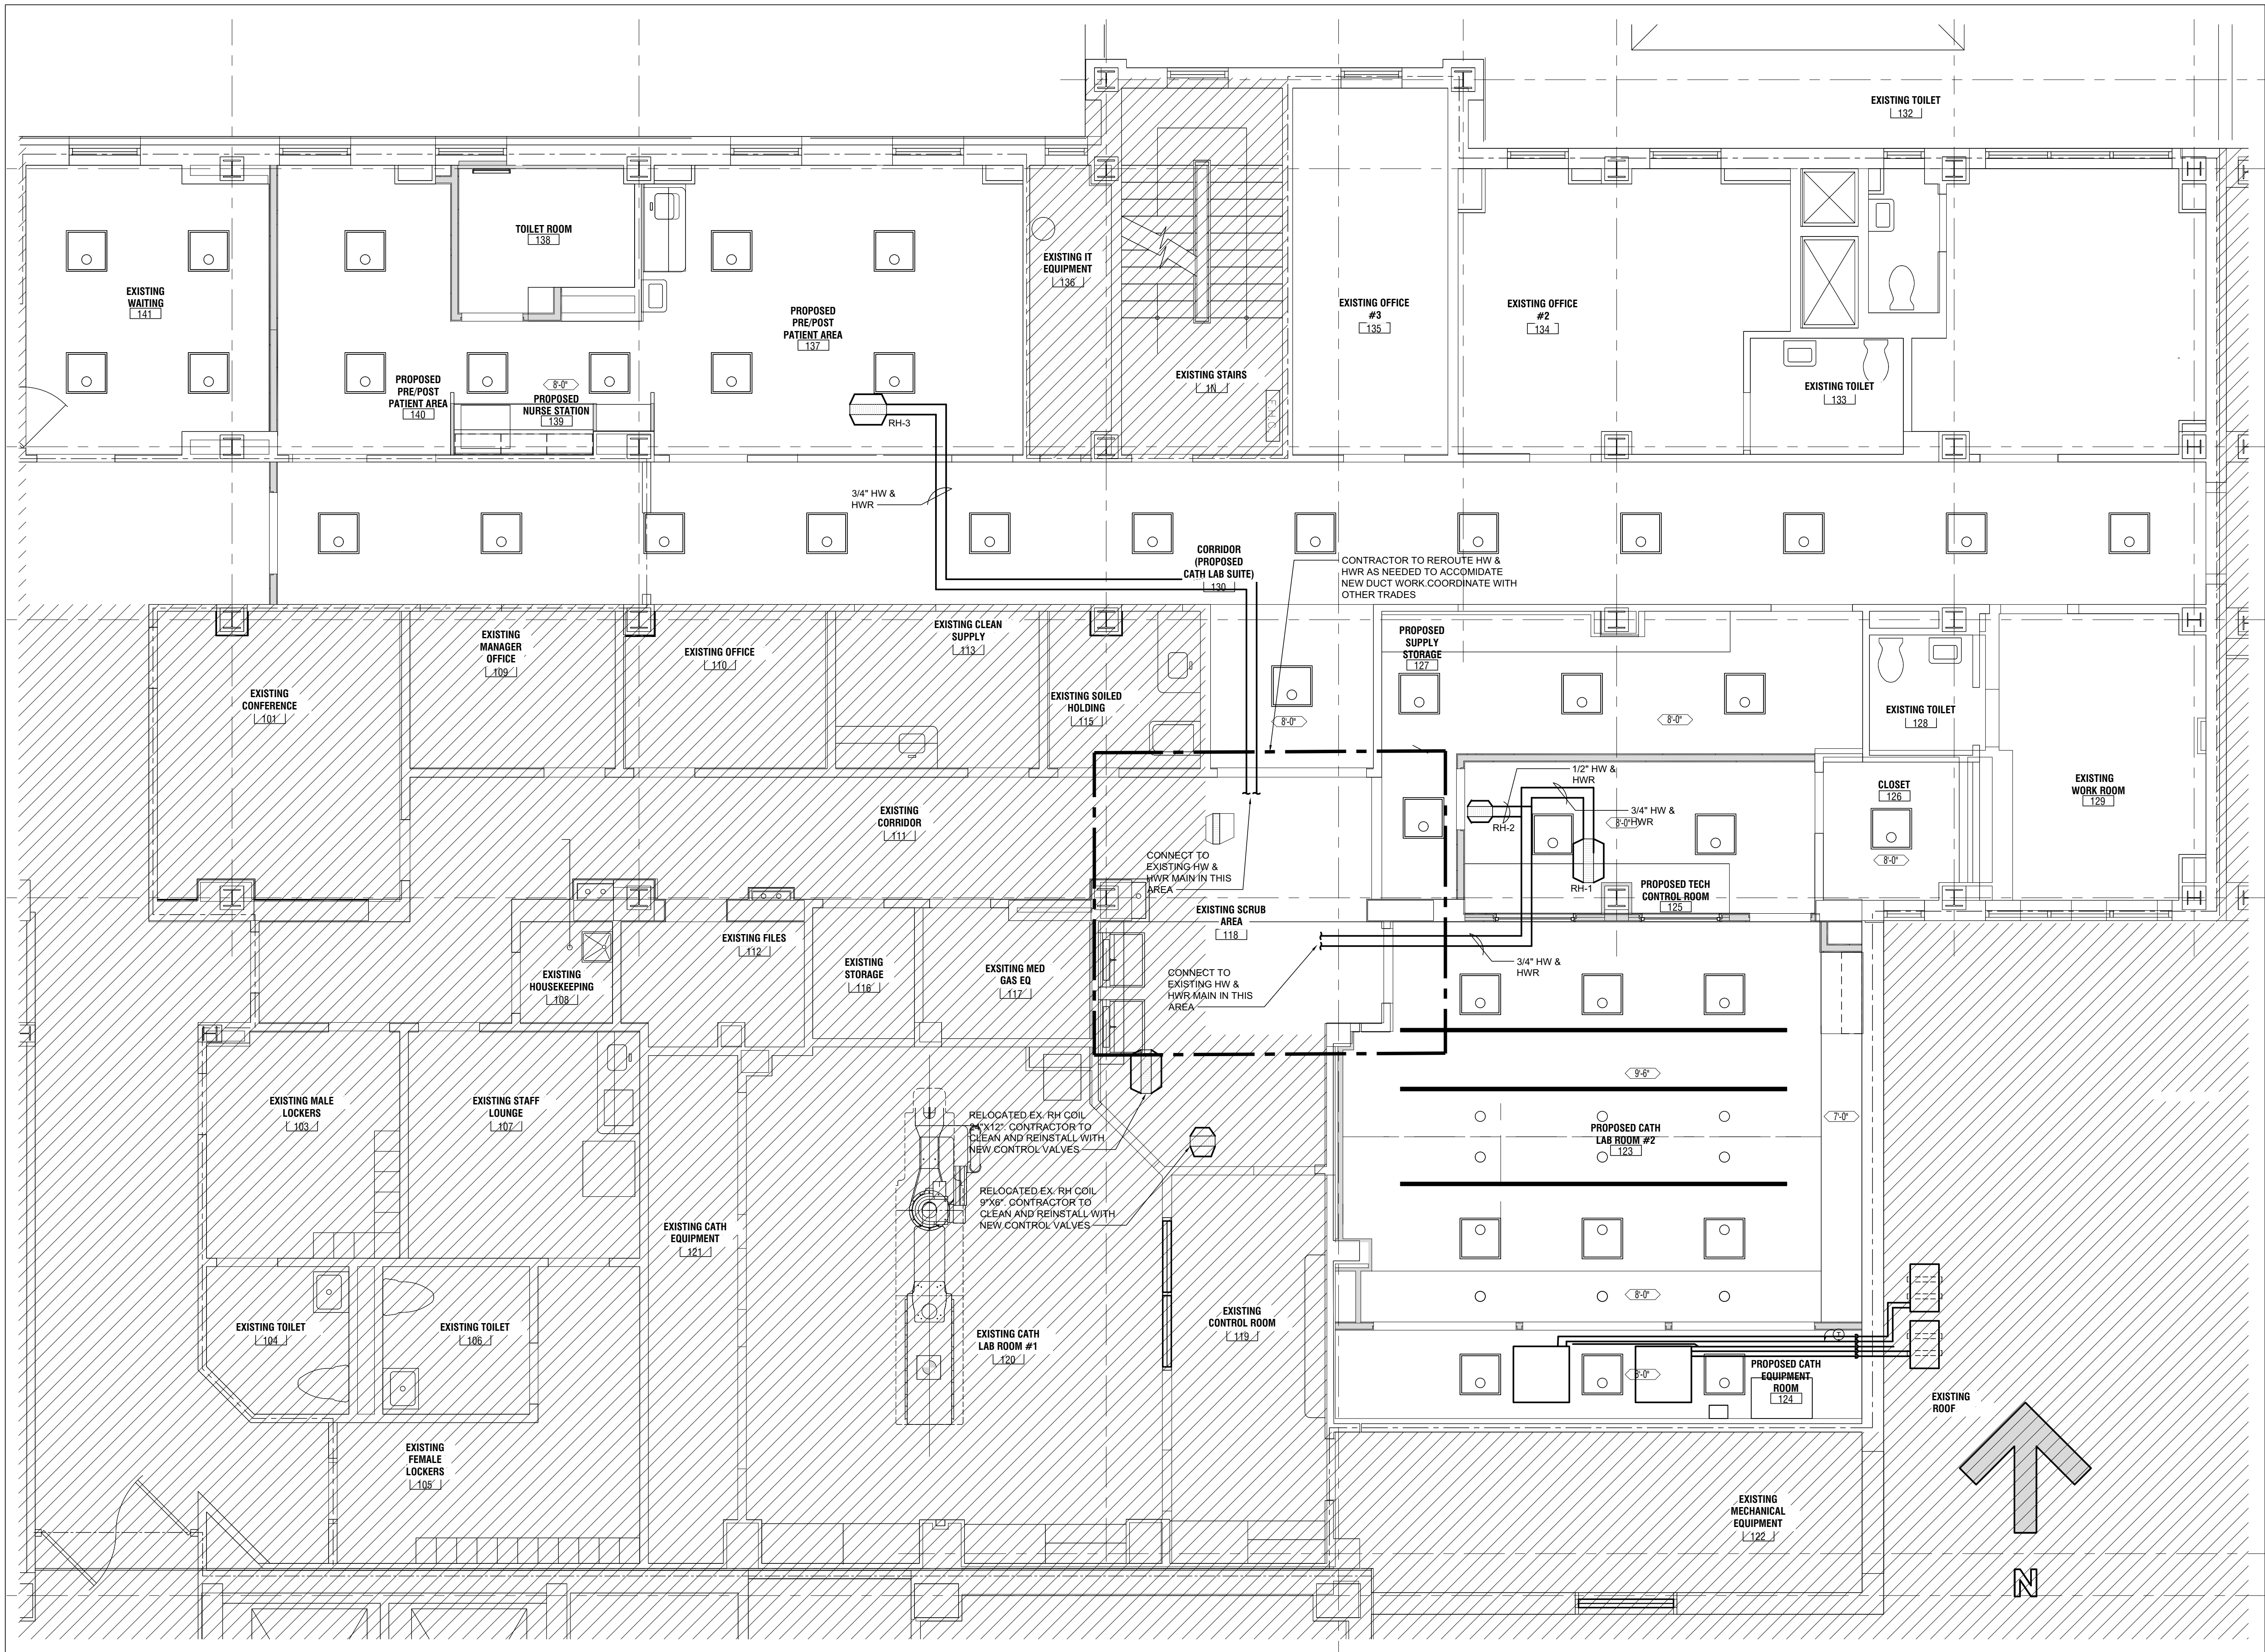 EXISTING TOILET
132
TOILET ROOM
138
EXISTING IT
EQUIPMENT
136
EXISTING
WAITING
141
PROPOSED
PRE/POST
PATIENT AREA
137
EXISTING OFFICE
#3
135
EXISTING OFFICE
#2
134
PROPOSED
PRE/POST
PATIENT AREA
140
8'-0"
PROPOSED
NURSE STATION
139
RH-3
EXISTING STAIRS
1N
EXISTING TOILET
133
3/4" HW &
HWR
CORRIDOR
(PROPOSED
CATH LAB SUITE)
130
CONTRACTOR TO REROUTE HW &
HWR AS NEEDED TO ACCOMIDATE
NEW DUCT WORK.COORDINATE WITH
OTHER TRADES
EXISTING
CONFERENCE
101
EXISTING
MANAGER
OFFICE
109
EXISTING OFFICE
110
EXISTING CLEAN
SUPPLY
113
EXISTING SOILED
HOLDING
115
8'-0"
PROPOSED
SUPPLY
STORAGE
127
8'-0"
EXISTING TOILET
128
EXISTING
CORRIDOR
111
1/2" HW &
HWR
3/4" HW &
HWR
8'-0"
RH-2
RH-1
CLOSET
126
8'-0"
EXISTING
WORK ROOM
129
CONNECT TO
EXISTING HW &
HWR MAIN IN THIS
AREA
PROPOSED TECH
CONTROL ROOM
125
EXISTING SCRUB
AREA
118
EXISTING FILES
112
EXISTING
HOUSEKEEPING
108
EXISTING
STORAGE
116
EXSITING MED
GAS EQ
117
CONNECT TO
EXISTING HW &
HWR MAIN IN THIS
AREA
3/4" HW &
HWR
9'-6"
EXISTING MALE
LOCKERS
103
EXISTING STAFF
LOUNGE
107
RELOCATED EX. RH COIL
24"X12". CONTRACTOR TO
CLEAN AND REINSTALL WITH
NEW CONTROL VALVES
PROPOSED CATH
LAB ROOM #2
123
7'-0"
RELOCATED EX. RH COIL
9"X6". CONTRACTOR TO
CLEAN AND REINSTALL WITH
NEW CONTROL VALVES
EXISTING CATH
EQUIPMENT
121
8'-0"
EXISTING TOILET
104
EXISTING TOILET
106
EXISTING CATH
LAB ROOM #1
120
EXISTING
CONTROL ROOM
119
T
8'-0"
PROPOSED CATH
EQUIPMENT
ROOM
124
EXISTING
ROOF
EXISTING
FEMALE
LOCKERS
105
EXISTING
MECHANICAL
EQUIPMENT
122
N